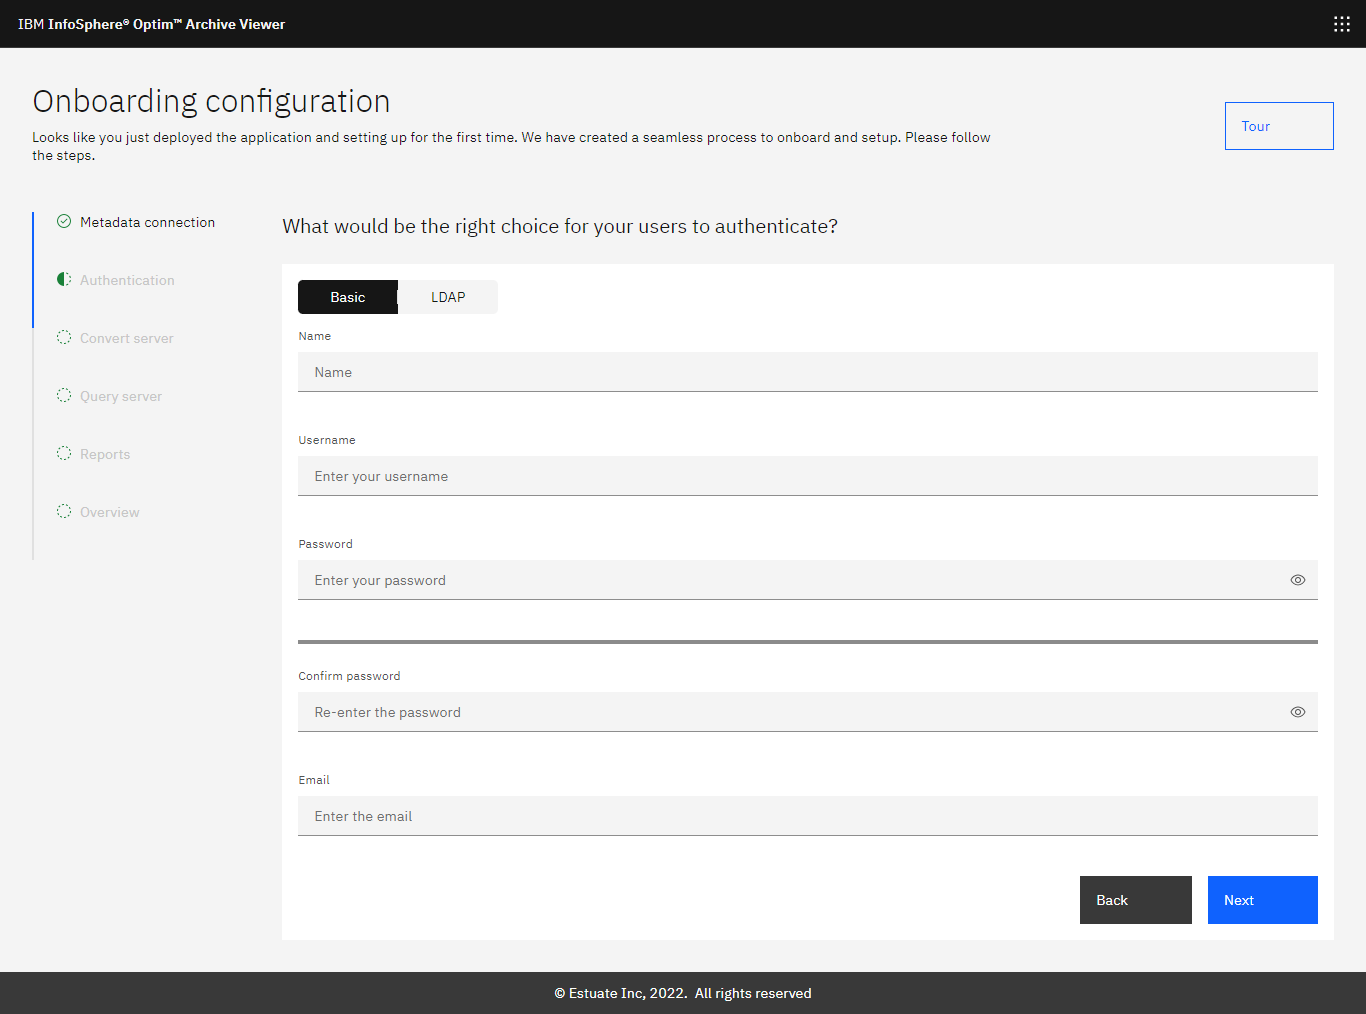 IBM InfoSphere® Optim™ Archive Viewer
Onboarding configuration
Looks like you just deployed the application and setting up for the first time. We have created a seamless process to onboard and setup. Please follow
the steps.
Tour
Metadata connection
Authentication
Convert server
Query server
Reports
Overview
What would be the right choice for your users to authenticate?
Basic
LDAP
Name
Name
Username
Enter your username
Password
Enter your password
Confirm password
Re-enter the password
Email
Enter the email
Back
Next
© Estuate Inc, 2022. All rights reserved